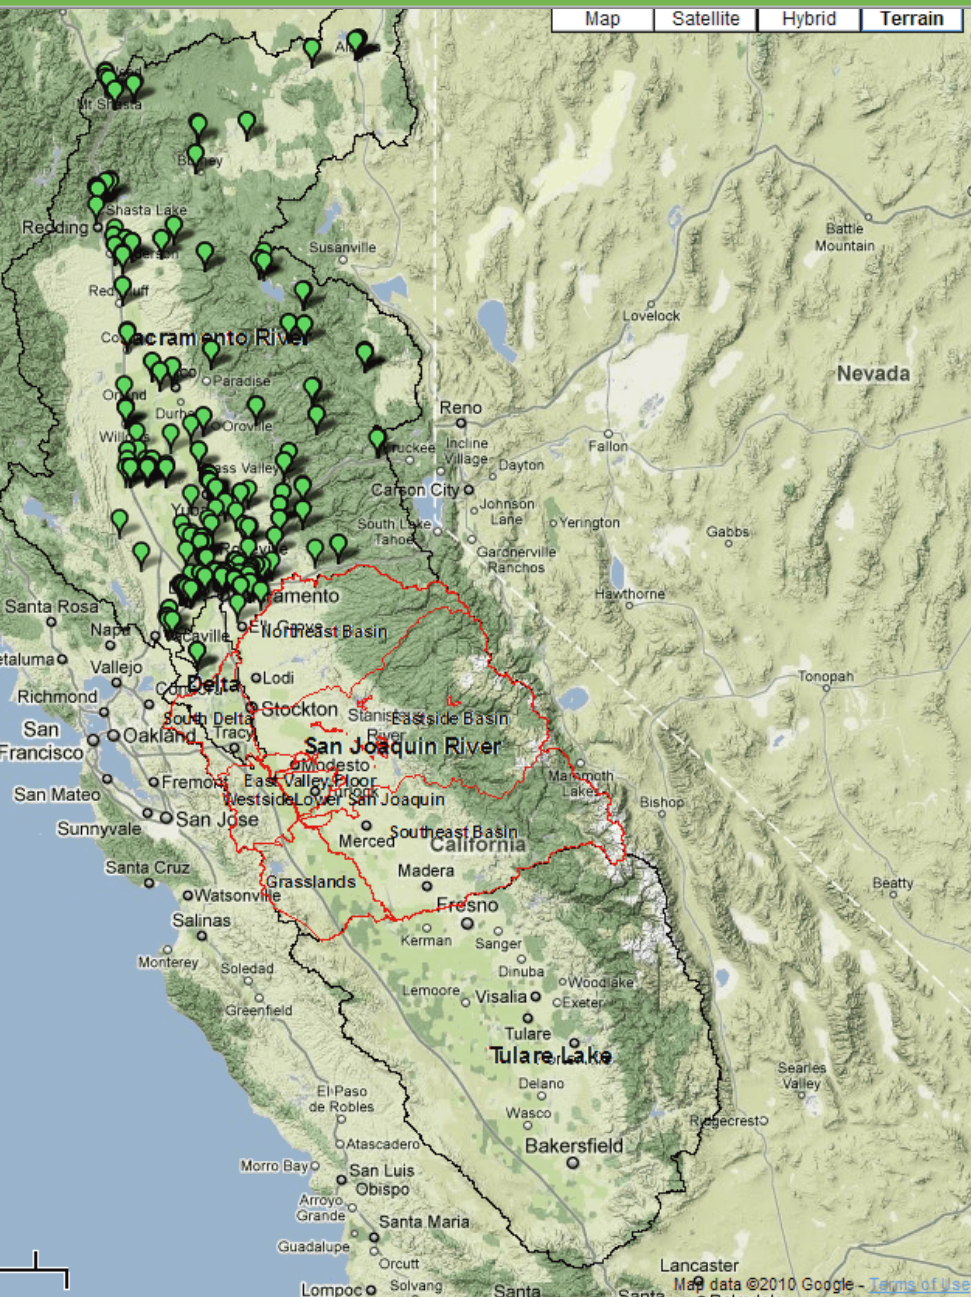 Map
Satellite
Hybrid
Terrain
Mt Shasta
Burney
Shasta Lake
Redding
Susanville
Red Bluff
Battle
Mountain
Lovelock
Sacramento River
Paradise
Nevada
Oroville
Reno
Fallon
Truckee
Incline
Village
Dayton
Carson City
Johnson
Lane
Yerington
Gabbs
South Lake
Tahoe
Gardnerville
Ranchos
Hawthorne
Santa Rosa
Napa
Vacaville
Elk Grove
Northeast Basin
Vallejo
Lodi
Delta
Tonopah
Richmond
Stockton
South Delta
Eastside Basin
Stanislaus
River
San
Francisco
Oakland
Tracy
San Joaquin River
Modesto
Mammoth
Lakes
Fremont
East Valley Floor
San Mateo
Westside
Lower San Joaquin
Bishop
Sunnyvale
San Jose
Merced
Southeast Basin
California
Santa Cruz
Madera
Grasslands
Beatty
Watsonville
Fresno
Salinas
Kerman
Sanger
Monterey
Soledad
Dinuba
Woodlake
Lemoore
Visalia
Exeter
Greenfield
Tulare
Tulare Lake
Searles
Valley
Delano
El Paso
de Robles
Wasco
Ridgecrest
Atascadero
Bakersfield
Morro Bay
San Luis
Obispo
Arroyo
Grande
Santa Maria
Guadalupe
Orcutt
Lancaster
Map data ©2010 Google - Terms of Use
Lompoc
Solvang
Santa
Santa